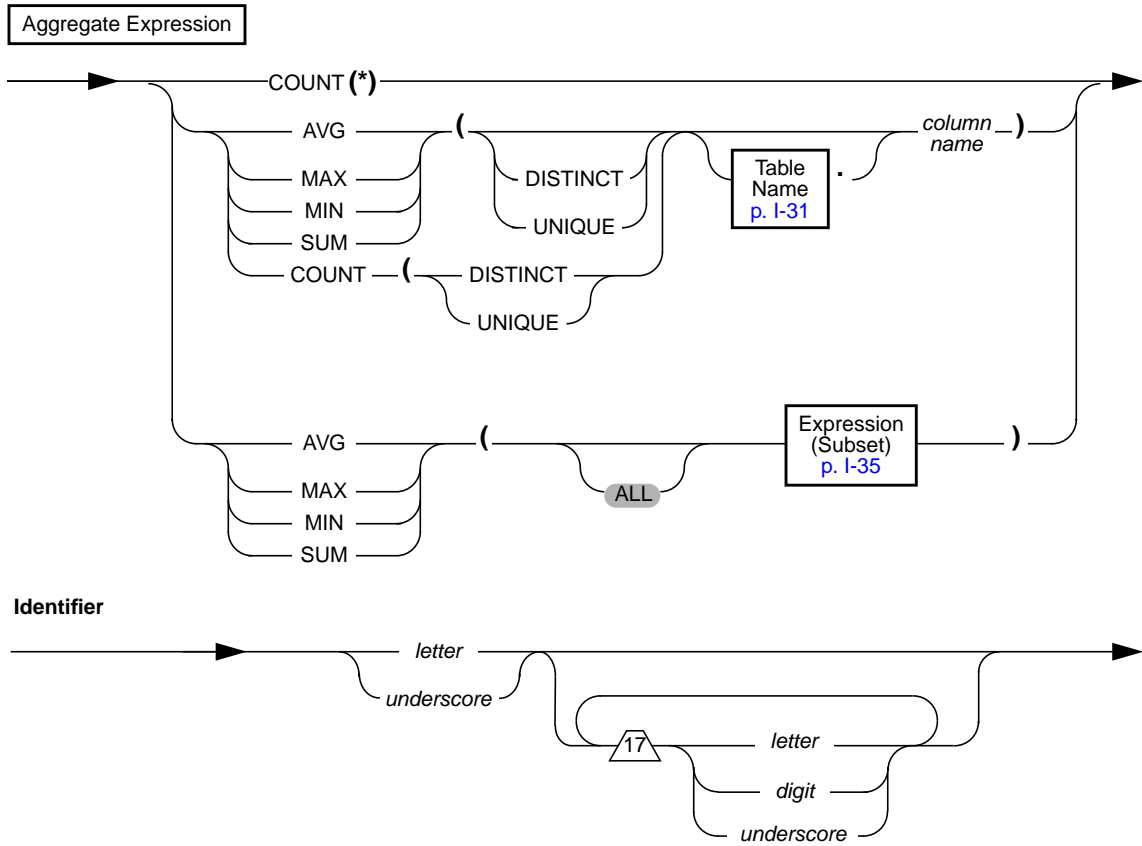 Aggregate Expression
COUNT (*)
AVG ( column name )
MAX
MIN
SUM
DISTINCT
UNIQUE
Table
Name
p. I-31
.
COUNT ( DISTINCT
UNIQUE
AVG ( )
MAX
MIN
SUM
ALL
Expression
(Subset)
p. I-35
Identifier
letter
underscore
17
letter
digit
underscore